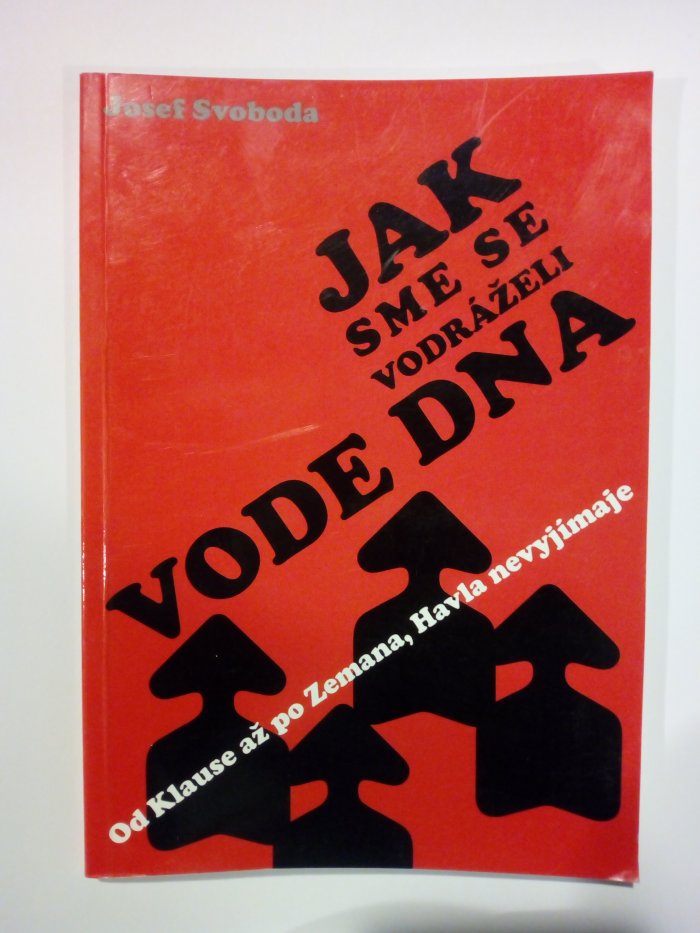 Josef Svoboda
JAK
SME SE
VODRÁŽELI
VODE DNA
Od Klause až po Zemana, Havla nevyjímaje